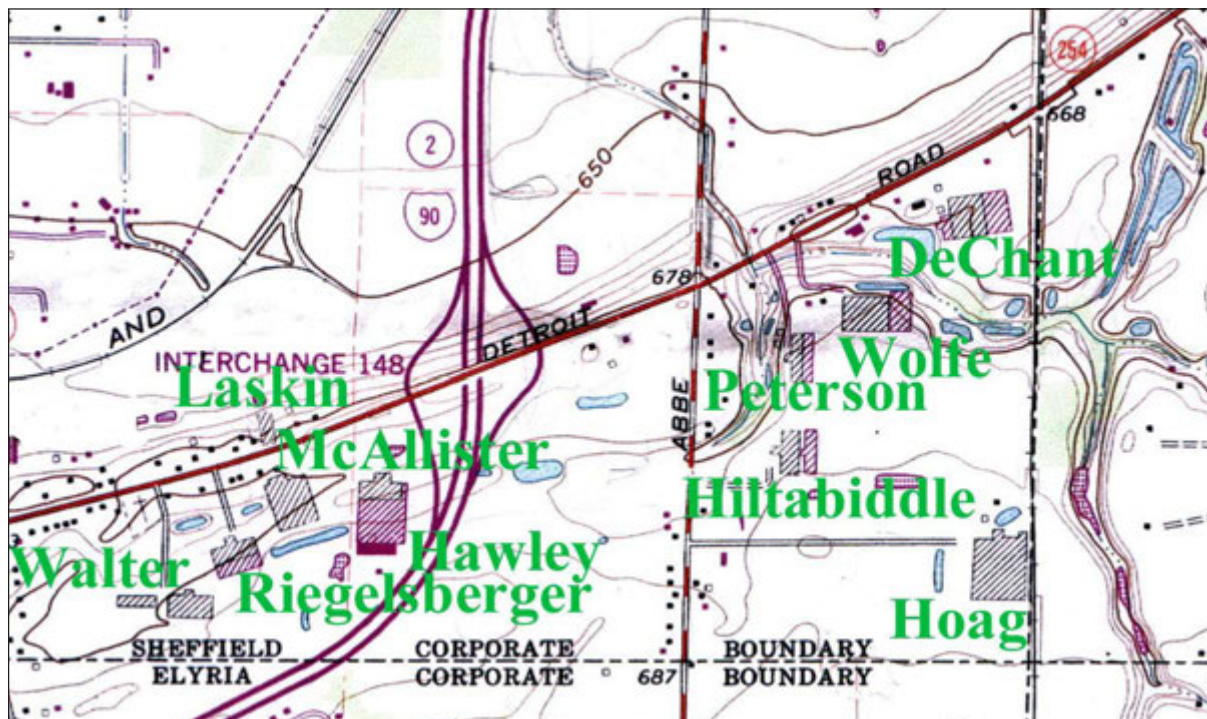 254
668
2
650
90
ROAD
DeChant
678
AND
DETROIT
INTERCHANGE 148
Laskin
Wolfe
Peterson
ABBE
McAllister
Hiltabiddle
Hawley
Walter
Riegelsberger
Hoag
SHEFFIELD CORPORATE BOUNDARY
ELYRIA CORPORATE 687 BOUNDARY